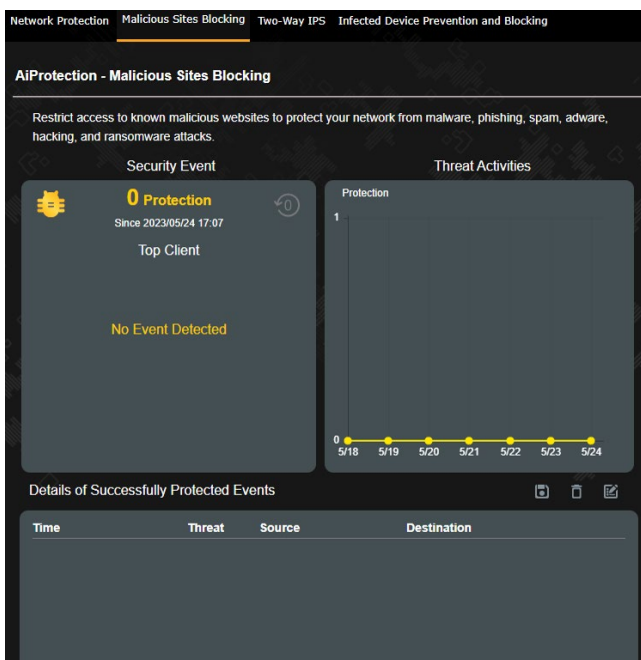 Network Protection Malicious Sites Blocking Two-Way IPS Infected Device Prevention and Blocking
AiProtection - Malicious Sites Blocking
Restrict access to known malicious websites to protect your network from malware, phishing, spam, adware,
hacking, and ransomware attacks.
Security Event
0 Protection
Since 2023/05/24 17:07
Top Client
No Event Detected
0
Threat Activities
Protection
1
0
5/18 5/19 5/20 5/21 5/22 5/23 5/24
Details of Successfully Protected Events
Time Threat Source Destination